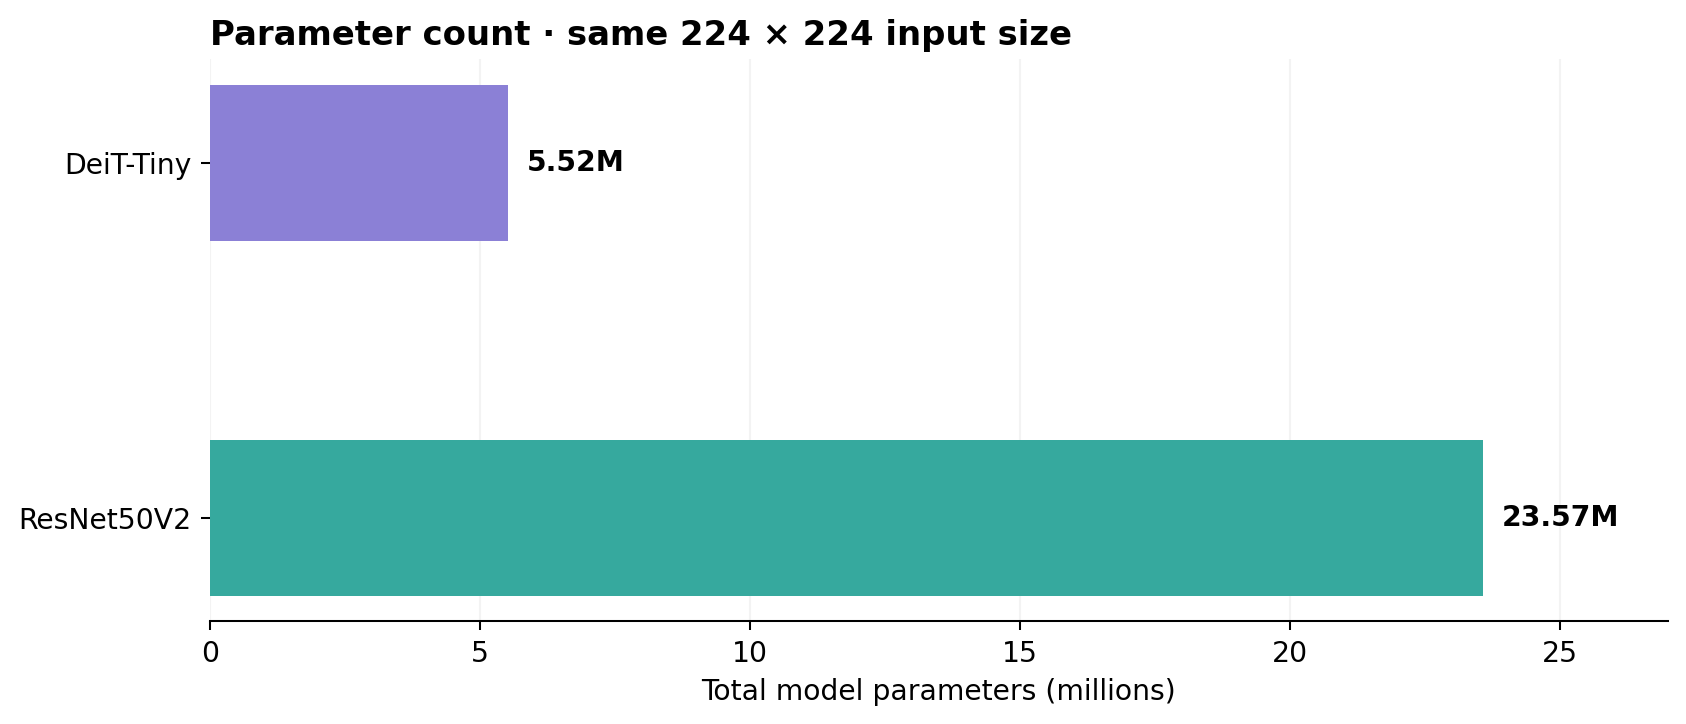 Parameter count · same 224 × 224 input size
DeiT-Tiny
5.52M
ResNet50V2
23.57M
0 5 10 15 20 25
Total model parameters (millions)